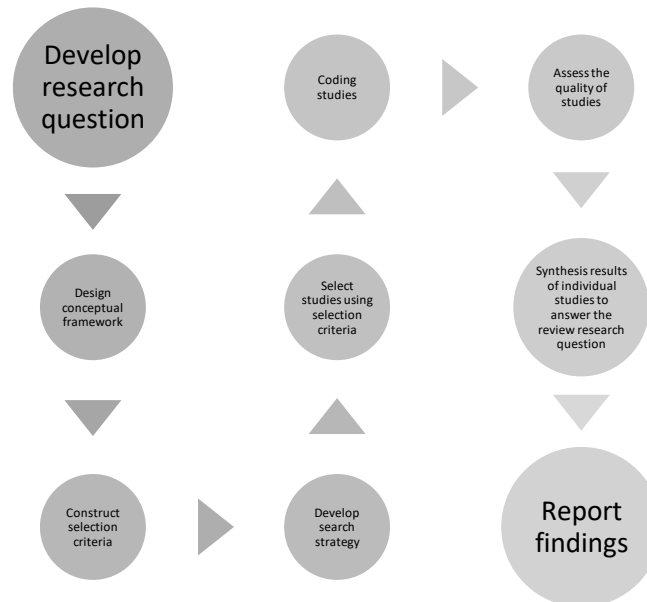 Develop
research
question
Design
conceptual
framework
Construct
selection
criteria
Develop
search
strategy
Select
studies using
selection
criteria
Coding
studies
Assess the
quality of
studies
Synthesis results
of individual
studies to
answer the
review research
question
Report
findings